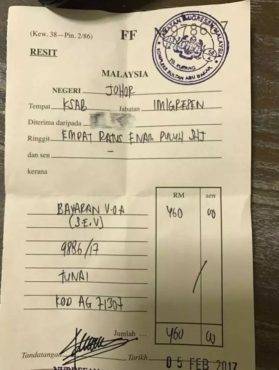 (Kew. 38—Pin. 2/86) FF
RESIT
MALAYSIA
NEGERI JOHOR
Tempat KSAB Jabatan IMIGRESEN
Diterima daripada
Ringgit EMPAT RATUS ENAM PULUH SHJ
dan sen —
kerana
RM sen
BAYARAN V.O.A 460 00
(S.E.V)
9886/7
TUNAI
KOD AG 71307
Jumlah ... 460 00
Tandatangan Tarikh 05 FEB 2017